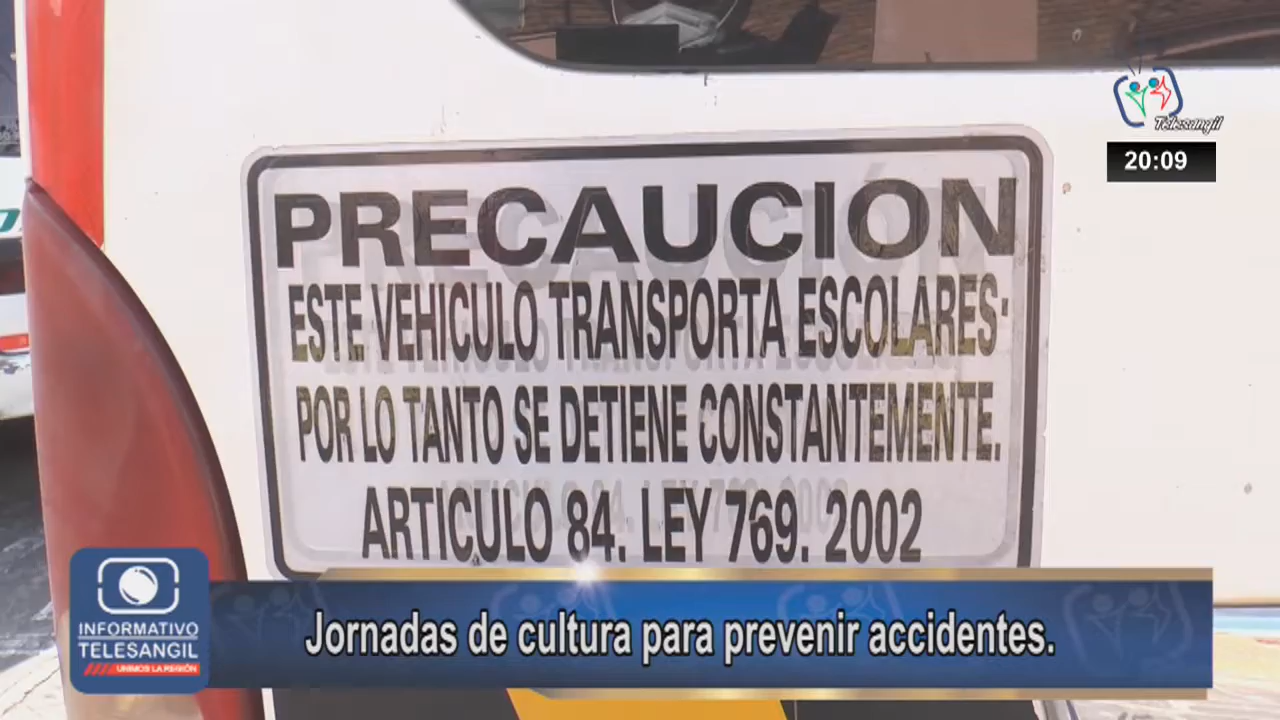 Telesangil
20:09
PRECAUCION
ESTE VEHICULO TRANSPORTA ESCOLARES-
POR LO TANTO SE DETIENE CONSTANTEMENTE.
ARTICULO 84. LEY 769. 2002
Jornadas de cultura para prevenir accidentes.
INFORMATIVO
TELESANGIL
UNIMOS LA REGIÓN